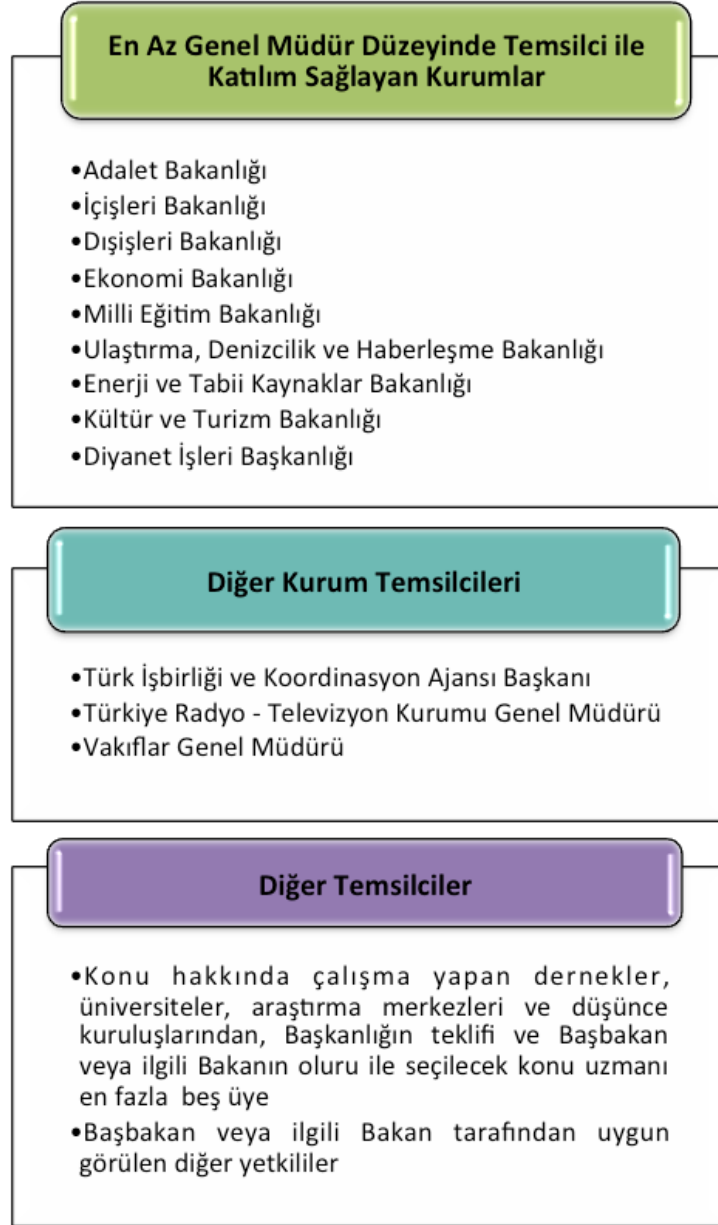 En Az Genel Müdür Düzeyinde Temsilci ile
Katılım Sağlayan Kurumlar
•Adalet Bakanlığı
•İçişleri Bakanlığı
•Dışişleri Bakanlığı
•Ekonomi Bakanlığı
•Milli Eğitim Bakanlığı
•Ulaştırma, Denizcilik ve Haberleşme Bakanlığı
•Enerji ve Tabii Kaynaklar Bakanlığı
•Kültür ve Turizm Bakanlığı
•Diyanet İşleri Başkanlığı
Diğer Kurum Temsilcileri
•Türk İşbirliği ve Koordinasyon Ajansı Başkanı
•Türkiye Radyo - Televizyon Kurumu Genel Müdürü
•Vakıflar Genel Müdürü
Diğer Temsilciler
•Konu hakkında çalışma yapan dernekler,
üniversiteler, araştırma merkezleri ve düşünce
kuruluşlarından, Başkanlığın teklifi ve Başbakan
veya ilgili Bakanın oluru ile seçilecek konu uzmanı
en fazla beş üye
•Başbakan veya ilgili Bakan tarafından uygun
görülen diğer yetkililer